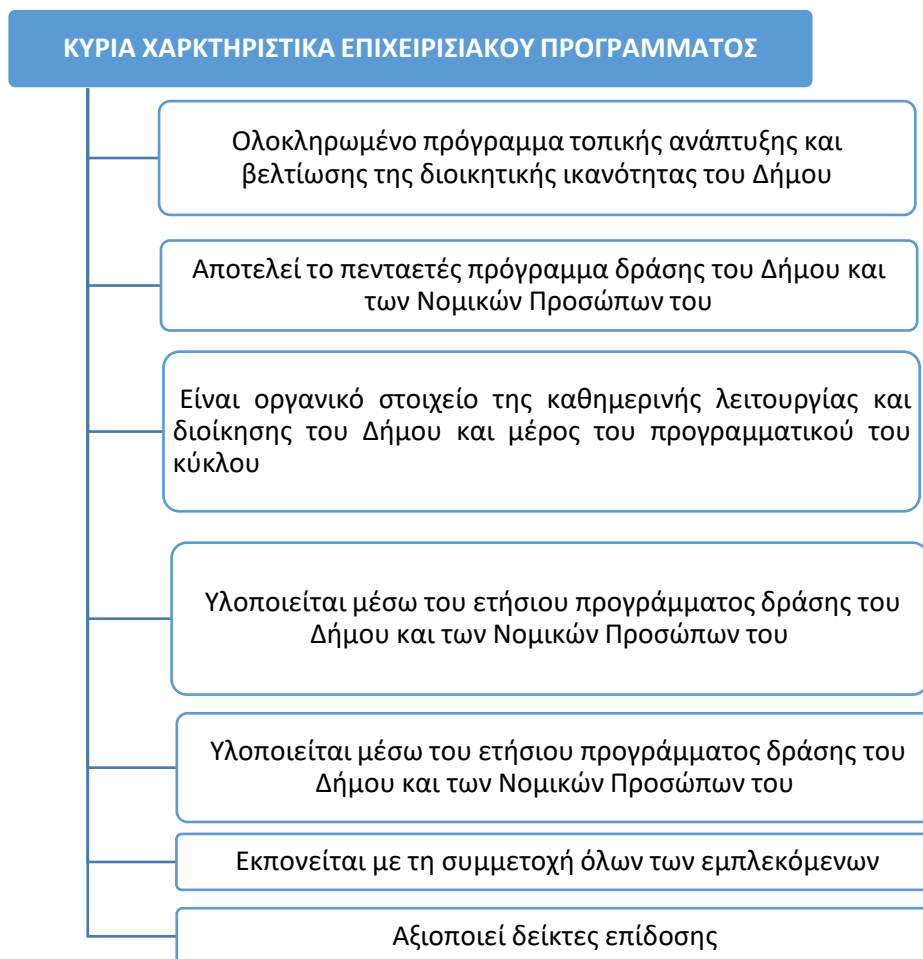 ΚΥΡΙΑ ΧΑΡΚΤΗΡΙΣΤΙΚΑ ΕΠΙΧΕΙΡΙΣΙΑΚΟΥ ΠΡΟΓΡΑΜΜΑΤΟΣ
Ολοκληρωμένο πρόγραμμα τοπικής ανάπτυξης και
βελτίωσης της διοικητικής ικανότητας του Δήμου
Αποτελεί το πενταετές πρόγραμμα δράσης του Δήμου και
των Νομικών Προσώπων του
Είναι οργανικό στοιχείο της καθημερινής λειτουργίας και
διοίκησης του Δήμου και μέρος του προγραμματικού του
κύκλου
Υλοποιείται μέσω του ετήσιου προγράμματος δράσης του
Δήμου και των Νομικών Προσώπων του
Υλοποιείται μέσω του ετήσιου προγράμματος δράσης του
Δήμου και των Νομικών Προσώπων του
Εκπονείται με τη συμμετοχή όλων των εμπλεκόμενων
Αξιοποιεί δείκτες επίδοσης